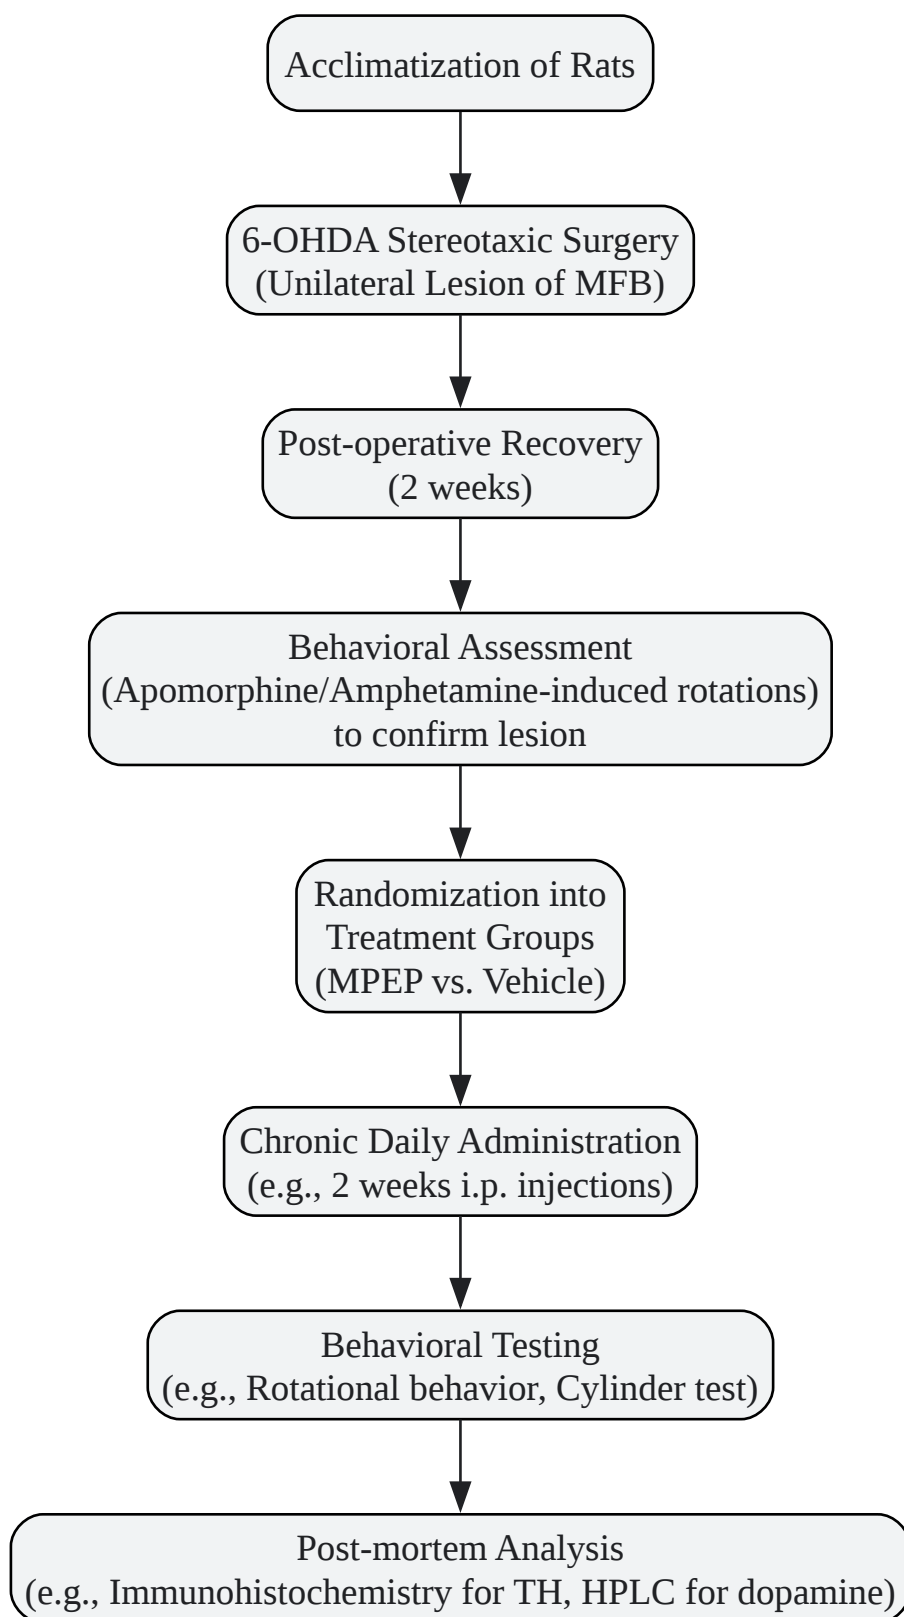 Acclimatization of Rats
6-OHDA Stereotaxic Surgery
(Unilateral Lesion of MFB)
Post-operative Recovery
(2 weeks)
Behavioral Assessment
(Apomorphine/Amphetamine-induced rotations)
to confirm lesion
Randomization into
Treatment Groups
(MPEP vs. Vehicle)
Chronic Daily Administration
(e.g., 2 weeks i.p. injections)
Behavioral Testing
(e.g., Rotational behavior, Cylinder test)
Post-mortem Analysis
(e.g., Immunohistochemistry for TH, HPLC for dopamine)